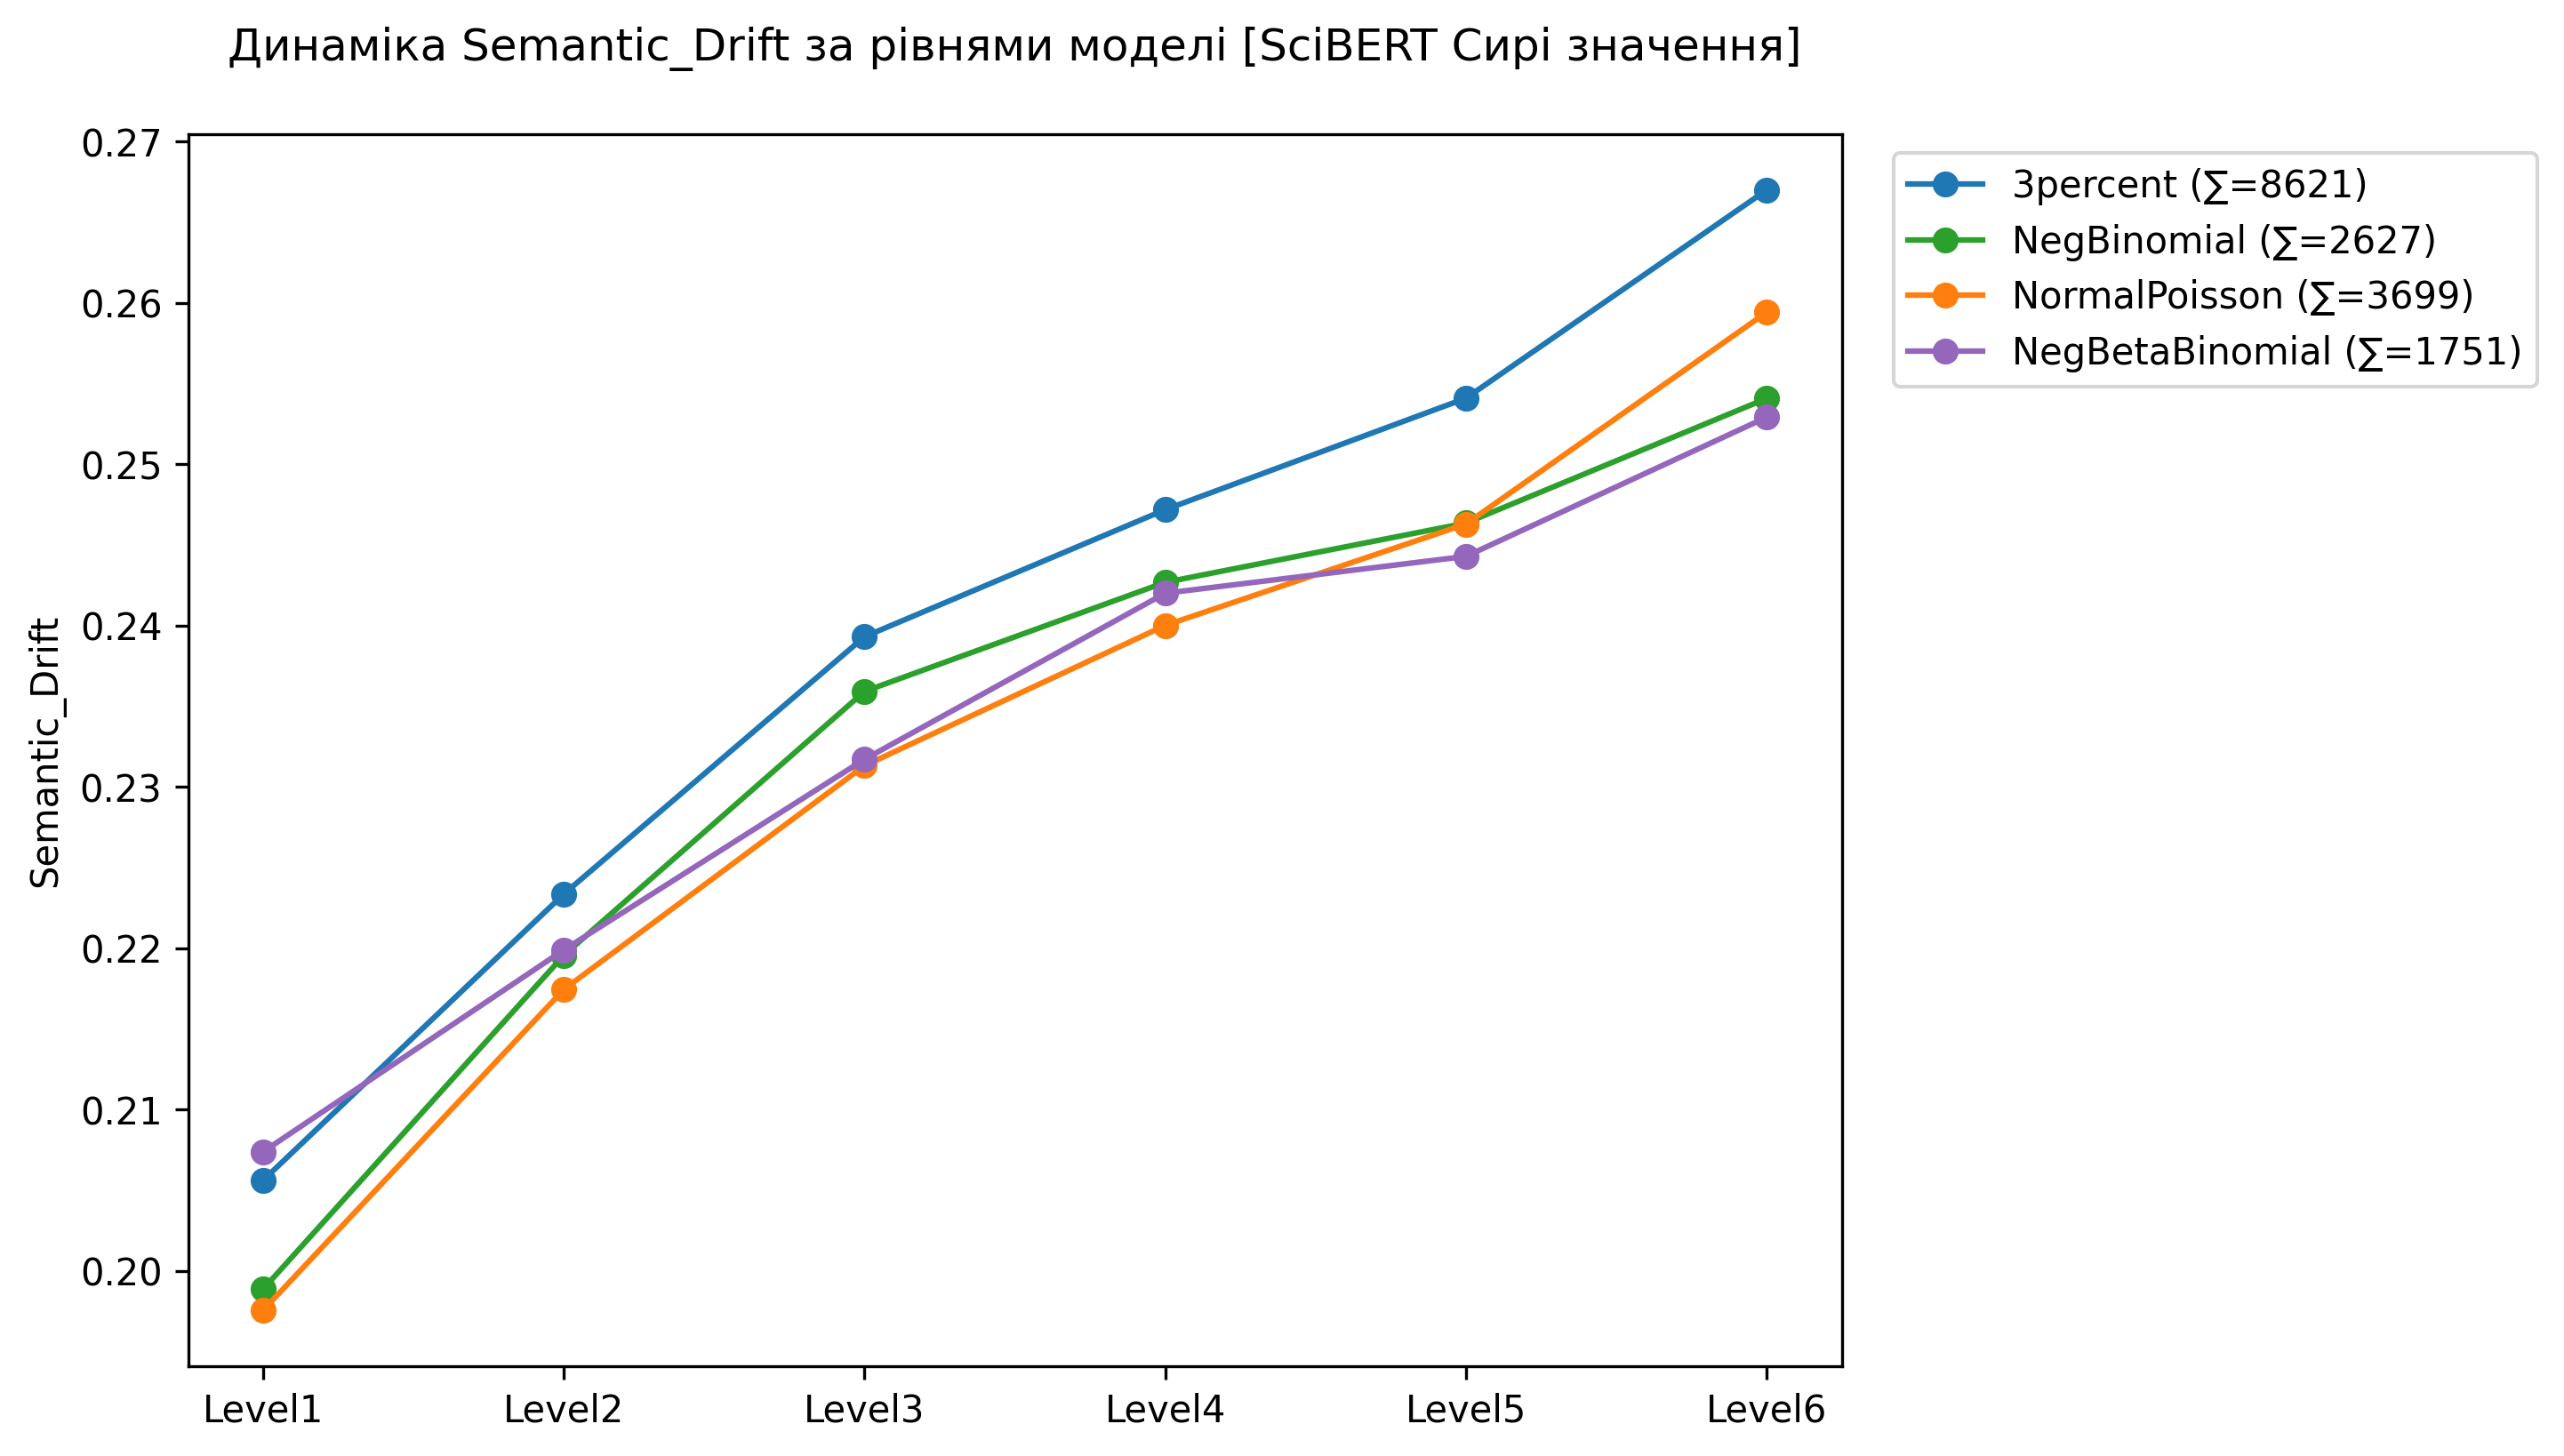 Динаміка Semantic_Drift за рівнями моделі [SciBERT Сирі значення]
0.27
0.26
0.25
0.24
0.23
0.22
0.21
0.20
Semantic_Drift
Level1 Level2 Level3 Level4 Level5 Level6
3percent (∑=8621)
NegBinomial (∑=2627)
NormalPoisson (∑=3699)
NegBetaBinomial (∑=1751)